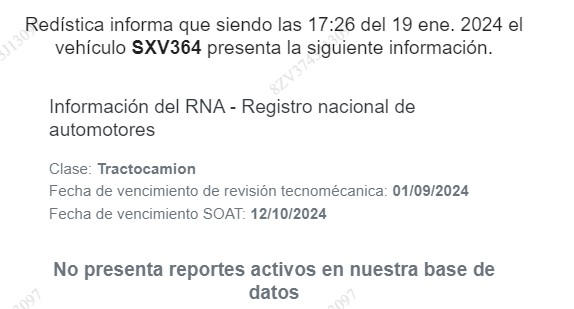 Redística informa que siendo las 17:26 del 19 ene. 2024 el
vehículo SXV364 presenta la siguiente información.
Información del RNA - Registro nacional de
automotores
Clase: Tractocamion
Fecha de vencimiento de revisión tecnomécanica: 01/09/2024
Fecha de vencimiento SOAT: 12/10/2024
No presenta reportes activos en nuestra base de
datos